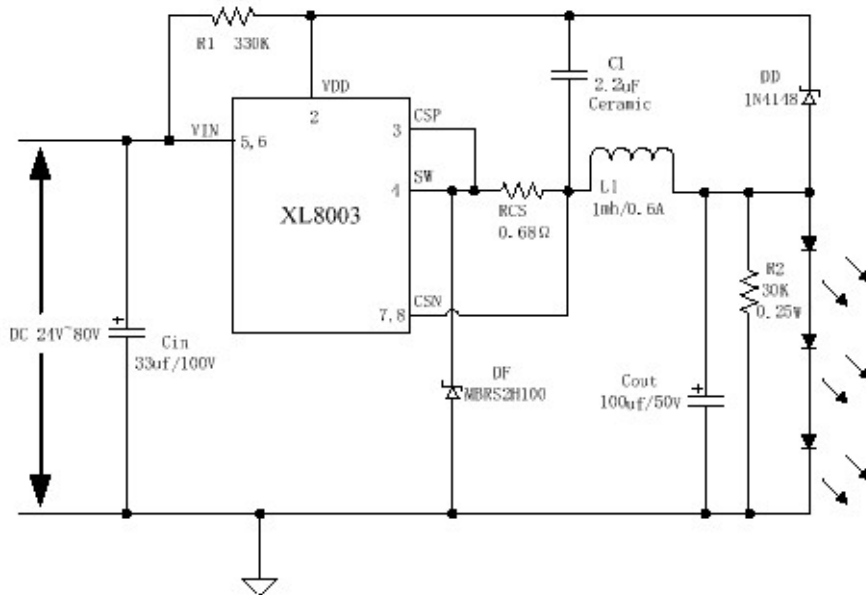 R1 330K
VDD
2
C1
2.2uF
Ceramic
DD
1N4148
VIN
5,6
CSP
3
SW
4
XL8003
RCS
0.68Ω
L1
1mh/0.6A
R2
30K
0.25W
CSN
7,8
DC 24V~80V
Cin
33uf/100V
DF
MBRS2H100
Cout
100uf/50V
+
+